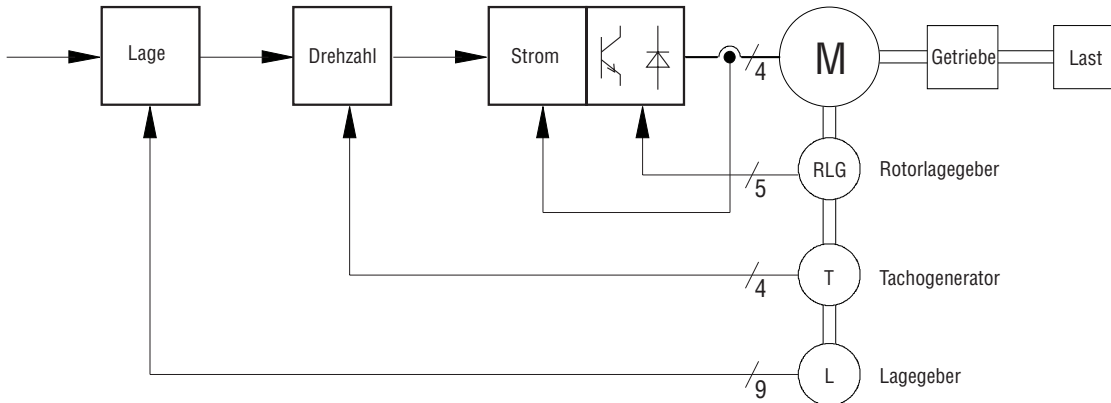 Lage
Drehzahl
Strom
4
M
Getriebe
Last
5
RLG
Rotorlagegeber
4
T
Tachogenerator
9
L
Lagegeber